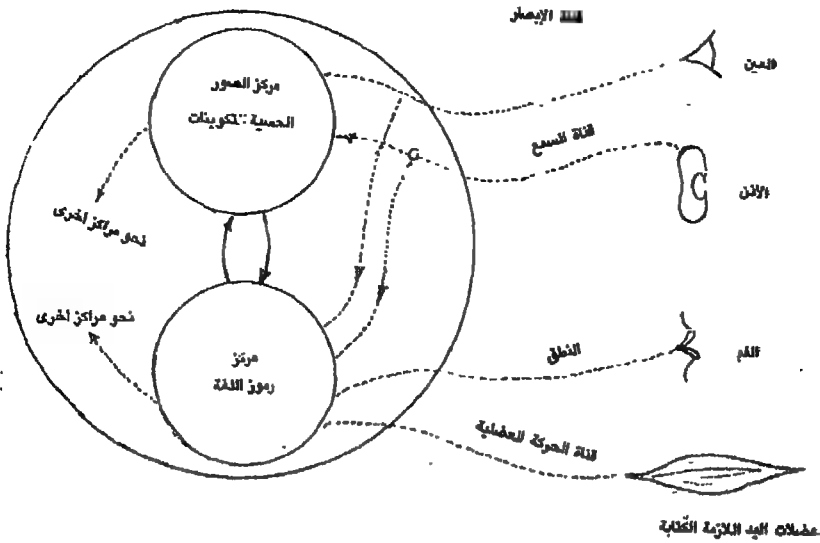 الإبصار
العين
مركز الصور
الحسية التكوينات
قناة السمع
الأذن
نحو مراكز أخرى
نحو مراكز أخرى
مركز
رموز اللغة
النطق
الفم
قناة الحركة العضلية
عضلات اليد اللازمة للكتابة